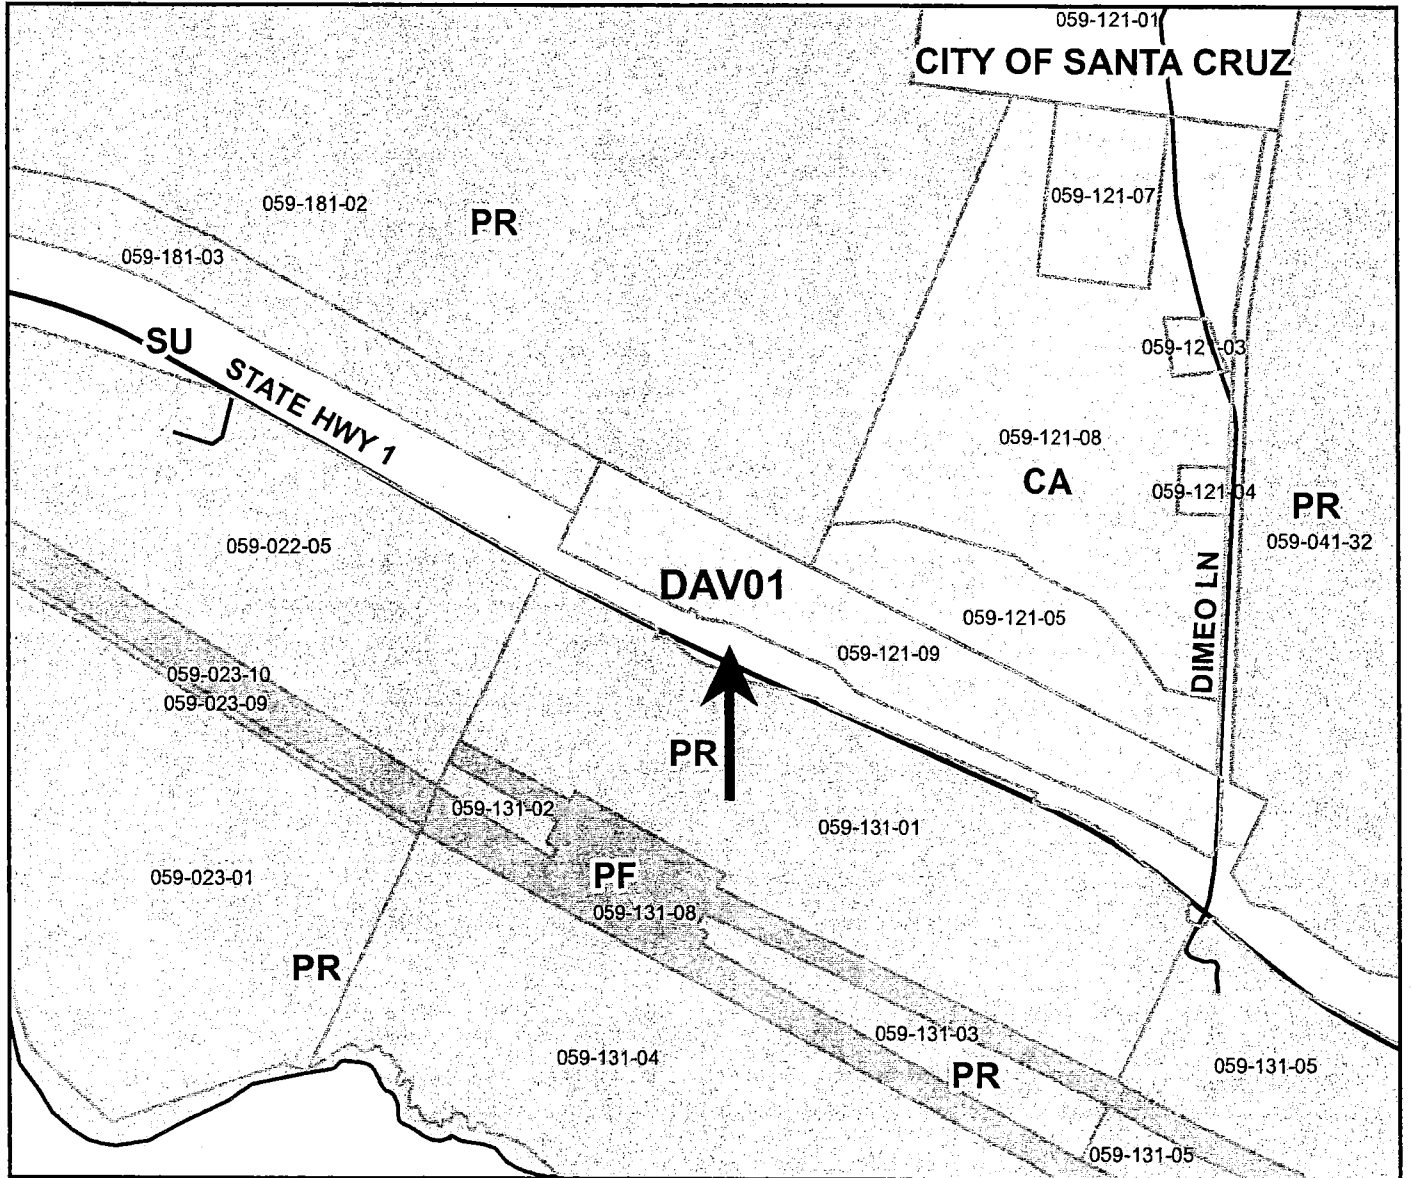 059-121-01
CITY OF SANTA CRUZ
059-121-07
059-181-02
PR
059-181-03
SU
STATE HWY 1
059-121-03
059-121-08
CA
059-121-04
PR
059-041-32
059-022-05
DAV01
DIMEO LN
059-121-05
059-121-09
059-023-10
059-023-09
PR
059-131-02
059-131-01
PF
059-023-01
059-131-08
PR
059-131-03
059-131-04
PR
059-131-05
059-131-05